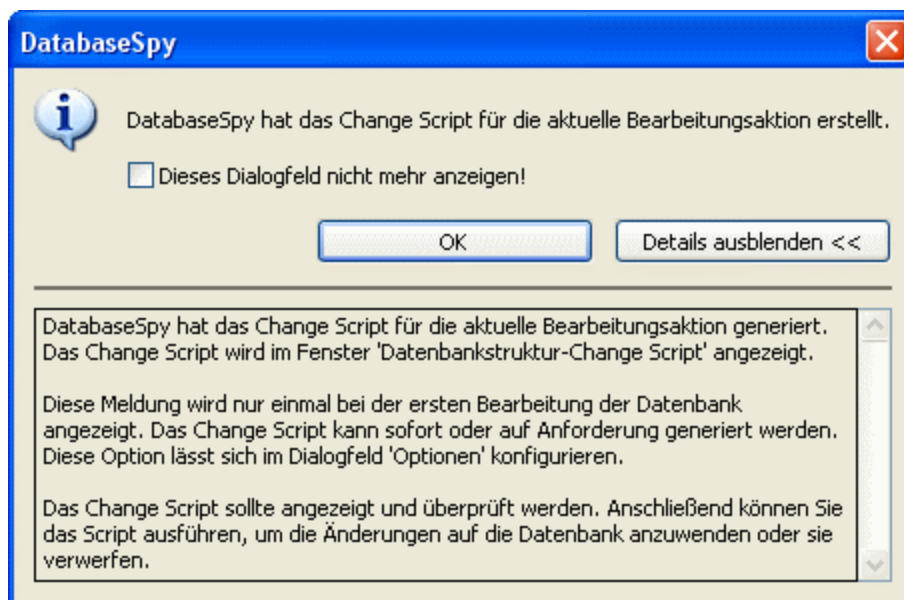 DatabaseSpy
DatabaseSpy hat das Change Script für die aktuelle Bearbeitungsaktion erstellt.
Dieses Dialogfeld nicht mehr anzeigen!
OK
Details ausblenden <<
DatabaseSpy hat das Change Script für die aktuelle Bearbeitungsaktion generiert.
Das Change Script wird im Fenster 'Datenbankstruktur-Change Script' angezeigt.
Diese Meldung wird nur einmal bei der ersten Bearbeitung der Datenbank
angezeigt. Das Change Script kann sofort oder auf Anforderung generiert werden.
Diese Option lässt sich im Dialogfeld 'Optionen' konfigurieren.
Das Change Script sollte angezeigt und überprüft werden. Anschließend können Sie
das Script ausführen, um die Änderungen auf die Datenbank anzuwenden oder sie
verwerfen.